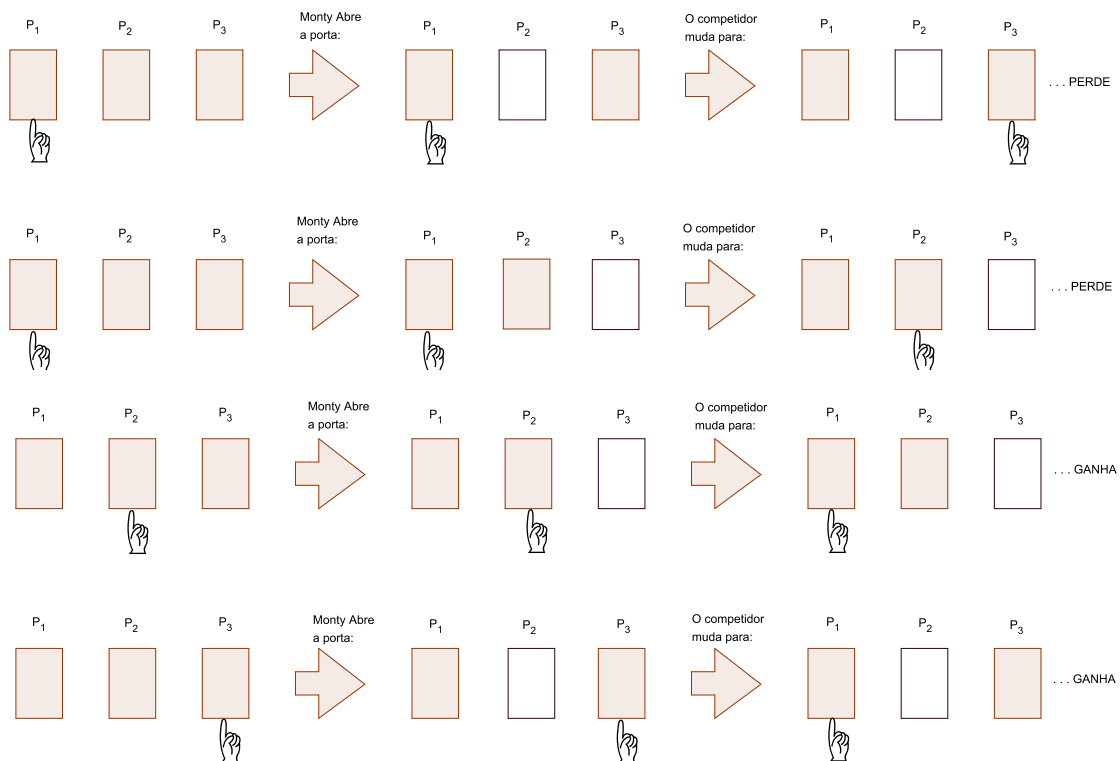 P1 P2 P3 Monty Abre a porta: P1 P2 P3 O competidor muda para: P1 P2 P3 . . . PERDE
P1 P2 P3 Monty Abre a porta: P1 P2 P3 O competidor muda para: P1 P2 P3 . . . PERDE
P1 P2 P3 Monty Abre a porta: P1 P2 P3 O competidor muda para: P1 P2 P3 . . . GANHA
P1 P2 P3 Monty Abre a porta: P1 P2 P3 O competidor muda para: P1 P2 P3 . . . GANHA